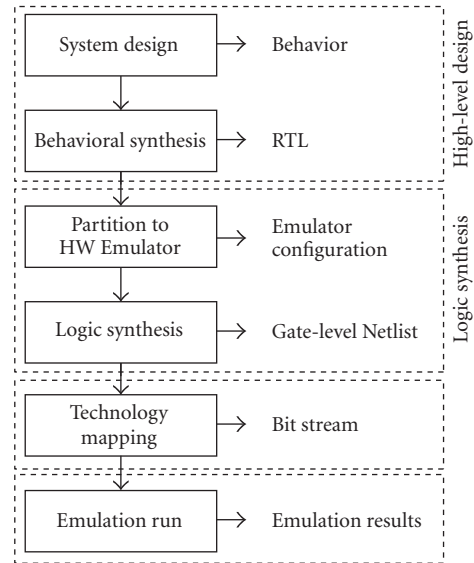 System design
Behavior
Behavioral synthesis
RTL
High-level design
Partition to
HW Emulator
Emulator
configuration
Logic synthesis
Gate-level Netlist
Logic synthesis
Technology
mapping
Bit stream
Emulation run
Emulation results